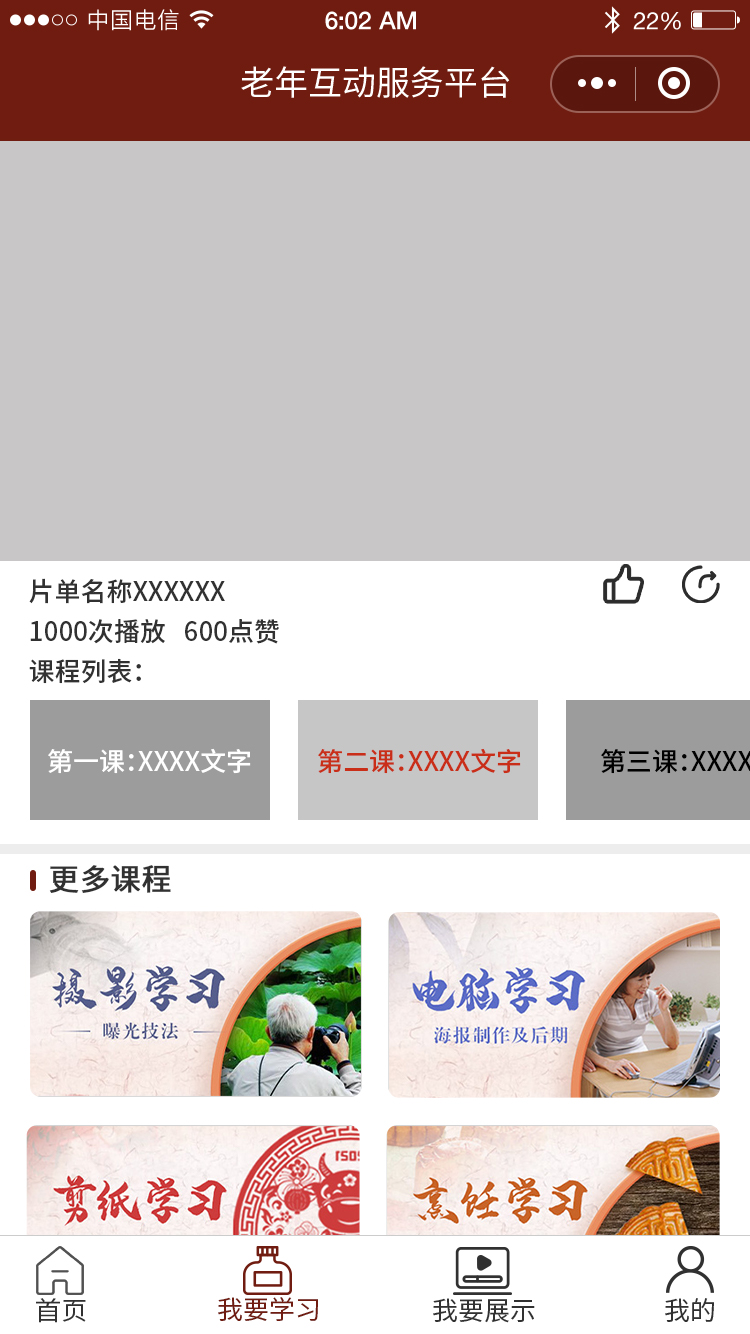 中国电信 6:02 AM 22%
老年互动服务平台
片单名称XXXXXX
1000次播放 600点赞
课程列表：
第一课：XXXX文字 第二课：XXXX文字 第三课：XXXX
更多课程
摄影学习
曝光技法
电脑学习
海报制作及后期
剪纸学习
烹饪学习
首页 我要学习 我要展示 我的